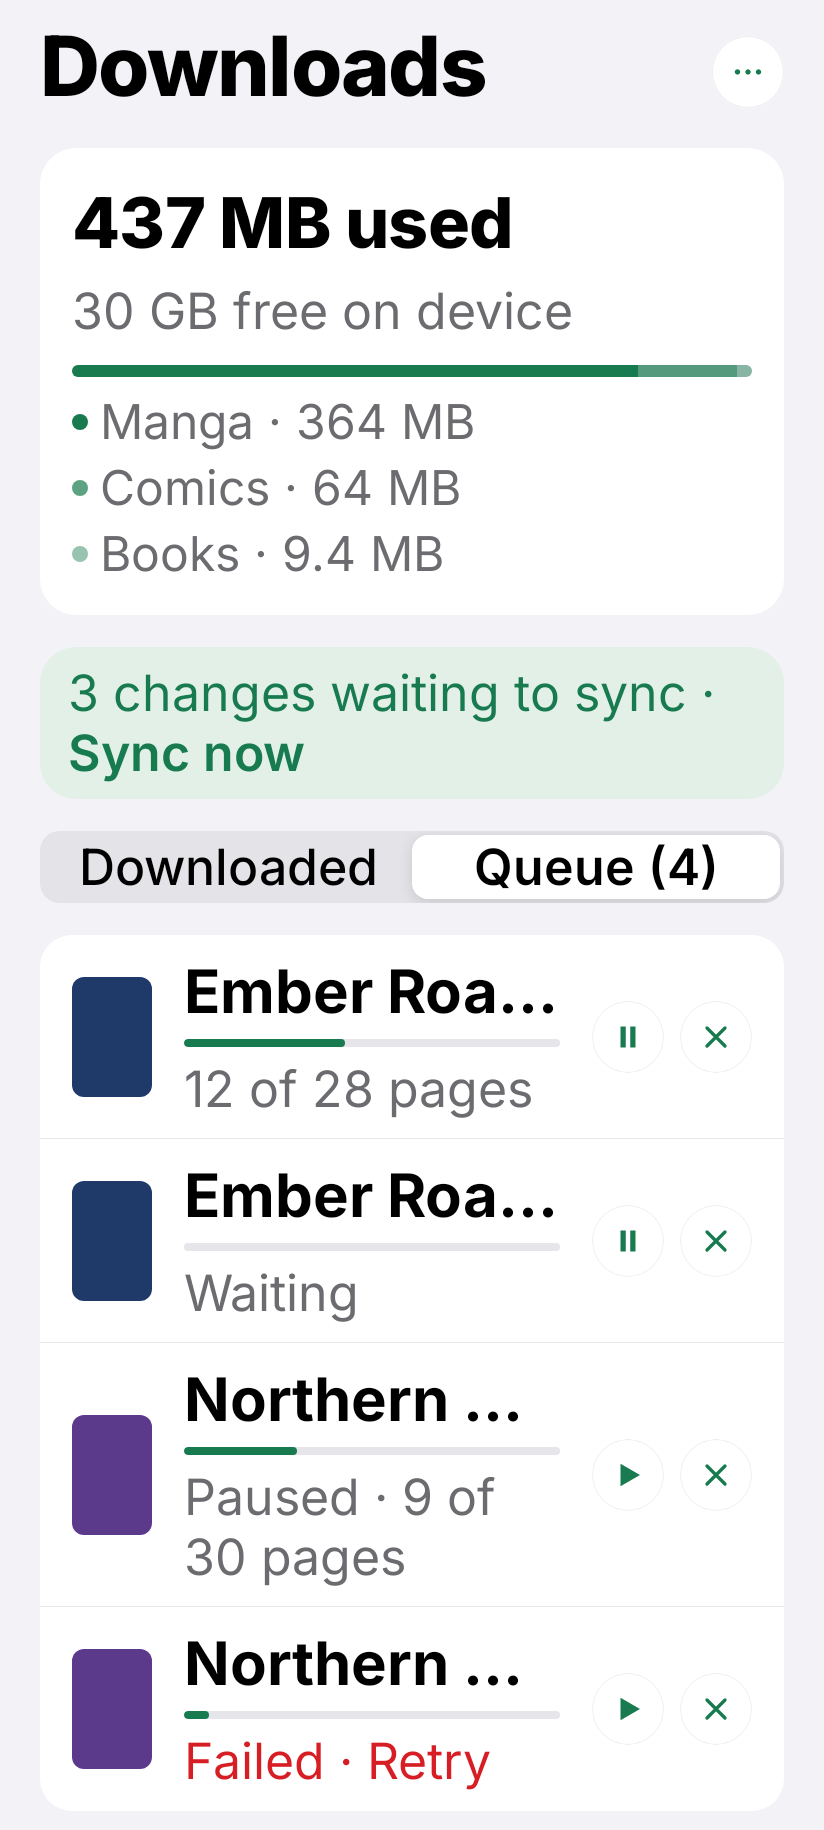 Downloads
437 MB used
30 GB free on device
Manga · 364 MB
Comics · 64 MB
Books · 9.4 MB
3 changes waiting to sync ·
Sync now
Downloaded
Queue (4)
Ember Roa…
12 of 28 pages
Ember Roa…
Waiting
Northern …
Paused · 9 of
30 pages
Northern …
Failed · Retry